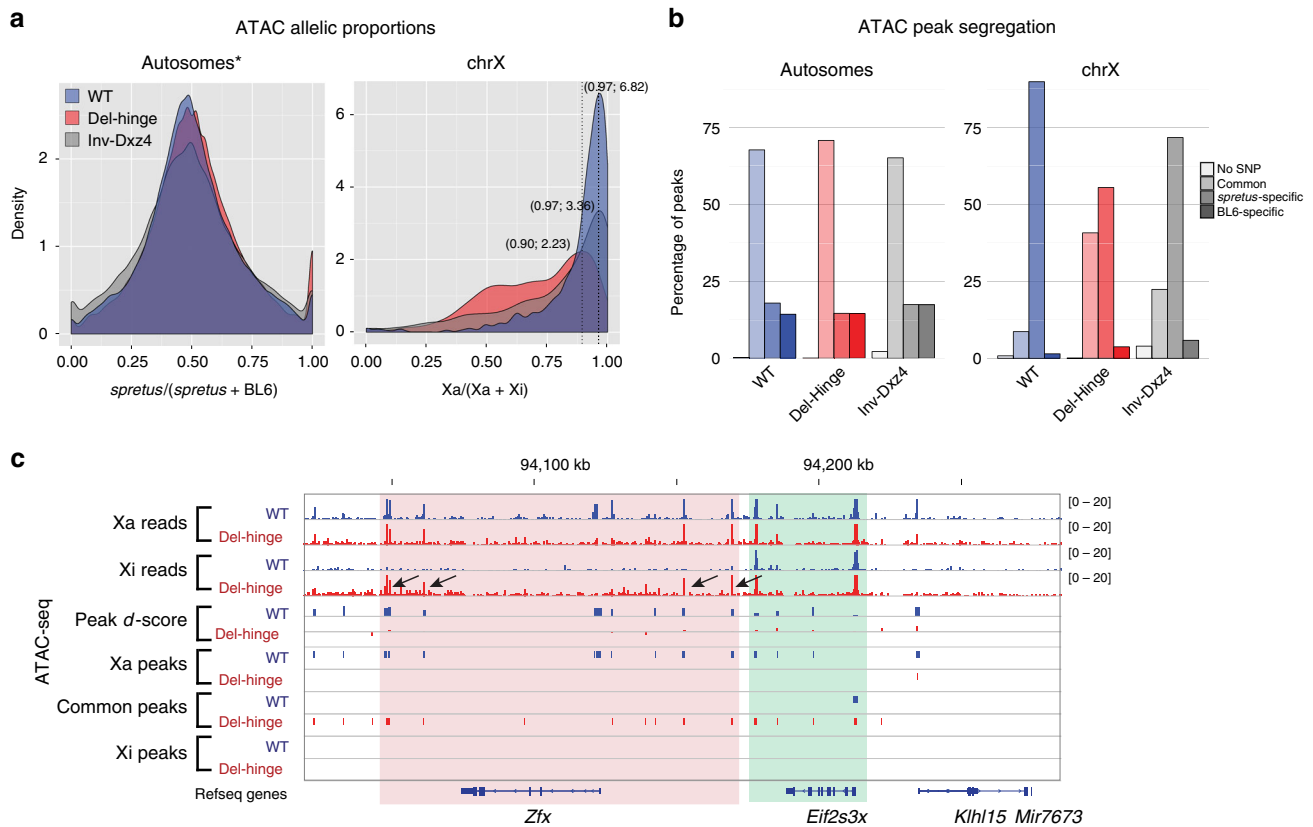 a
ATAC allelic proportions
Autosomes*
chrX
WT
Del-hinge
Inv-Dxz4
Density
0
1
2
0.00 0.25 0.50 0.75 1.00
spretus/(spretus + BL6)
(0.97; 6.82)
(0.97; 3.36)
(0.90; 2.23)
0
2
4
6
0.00 0.25 0.50 0.75 1.00
Xa/(Xa + Xi)
b
ATAC peak segregation
Autosomes
chrX
Percentage of peaks
75
50
25
0
WT
Del-Hinge
Inv-Dxz4
75
50
25
0
WT
Del-Hinge
Inv-Dxz4
No SNP
Common
spretus-specific
BL6-specific
c
94,100 kb 94,200 kb
ATAC-seq
Xa reads
WT [0 – 20]
Del-hinge [0 – 20]
Xi reads
WT [0 – 20]
Del-hinge [0 – 20]
Peak d-score
WT
Del-hinge
Xa peaks
WT
Del-hinge
Common peaks
WT
Del-hinge
Xi peaks
WT
Del-hinge
Refseq genes
Zfx Eif2s3x Klhl15 Mir7673